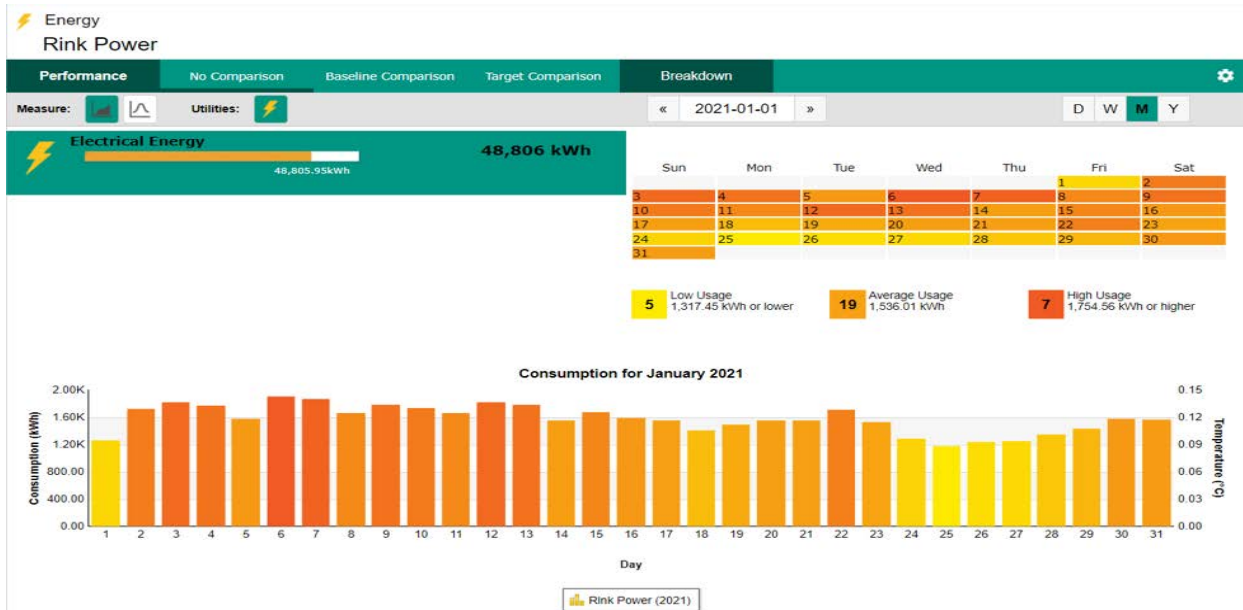 Energy
Rink Power
Performance No Comparison Baseline Comparison Target Comparison Breakdown
Measure: Utilities: « 2021-01-01 » D W M Y
Electrical Energy 48,806 kWh
48,805.95kWh
Sun Mon Tue Wed Thu Fri Sat
1 2
3 4 5 6 7 8 9
10 11 12 13 14 15 16
17 18 19 20 21 22 23
24 25 26 27 28 29 30
31
5 Low Usage 19 Average Usage 7 High Usage
1,317.45 kWh or lower 1,536.01 kWh 1,754.56 kWh or higher
Consumption for January 2021
Consumption (kWh)
2.00K 0.15
1.60K 0.12
1.20K 0.09
800.00 0.06
400.00 0.03
0.00 0.00
Temperature (°C)
1 2 3 4 5 6 7 8 9 10 11 12 13 14 15 16 17 18 19 20 21 22 23 24 25 26 27 28 29 30 31
Day
Rink Power (2021)